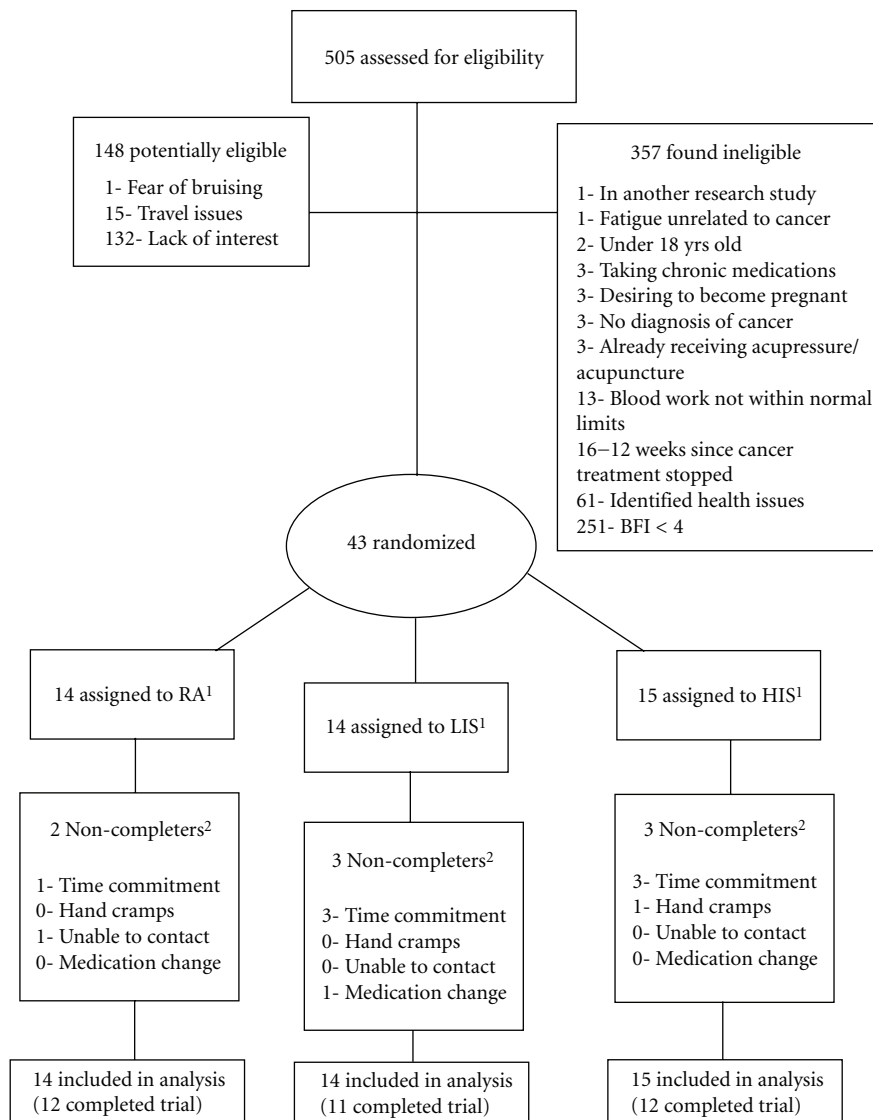 505 assessed for eligibility
148 potentially eligible
1- Fear of bruising
15- Travel issues
132- Lack of interest
357 found ineligible
1- In another research study
1- Fatigue unrelated to cancer
2- Under 18 yrs old
3- Taking chronic medications
3- Desiring to become pregnant
3- No diagnosis of cancer
3- Already receiving acupressure/
acupuncture
13- Blood work not within normal
limits
16–12 weeks since cancer
treatment stopped
61- Identified health issues
251- BFI < 4
43 randomized
14 assigned to RA¹
14 assigned to LIS¹
15 assigned to HIS¹
2 Non-completers²
1- Time commitment
0- Hand cramps
1- Unable to contact
0- Medication change
3 Non-completers²
3- Time commitment
0- Hand cramps
0- Unable to contact
1- Medication change
3 Non-completers²
3- Time commitment
1- Hand cramps
0- Unable to contact
0- Medication change
14 included in analysis
(12 completed trial)
14 included in analysis
(11 completed trial)
15 included in analysis
(12 completed trial)